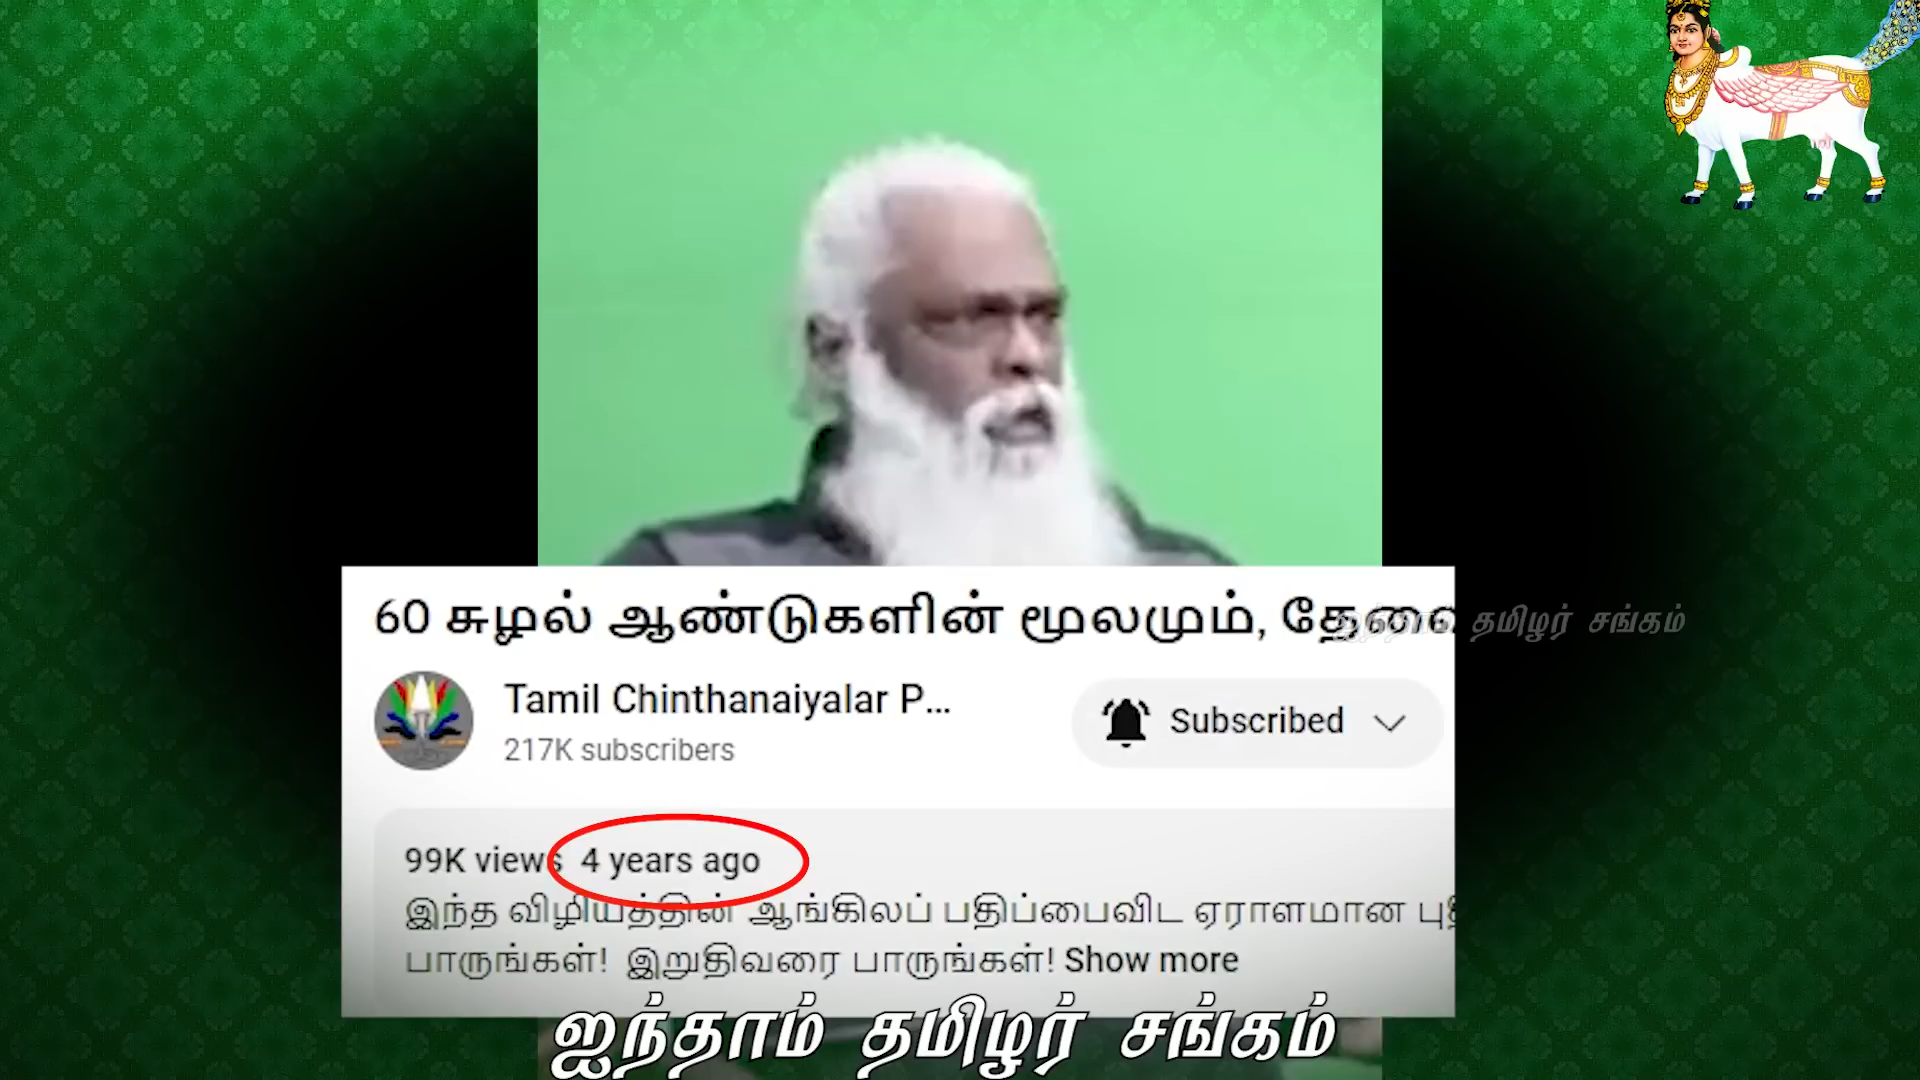 60 சுழல் ஆண்டுகளின் மூலமும், தேவை
ஐந்தாம் தமிழர் சங்கம்
Tamil Chinthanaiyalar P...
Subscribed
217K subscribers
99K views 4 years ago
இந்த விழியத்தின் ஆங்கிலப் பதிப்பைவிட ஏராளமான
பாருங்கள்! இறுதிவரை பாருங்கள்! Show more
ஐந்தாம் தமிழர் சங்கம்